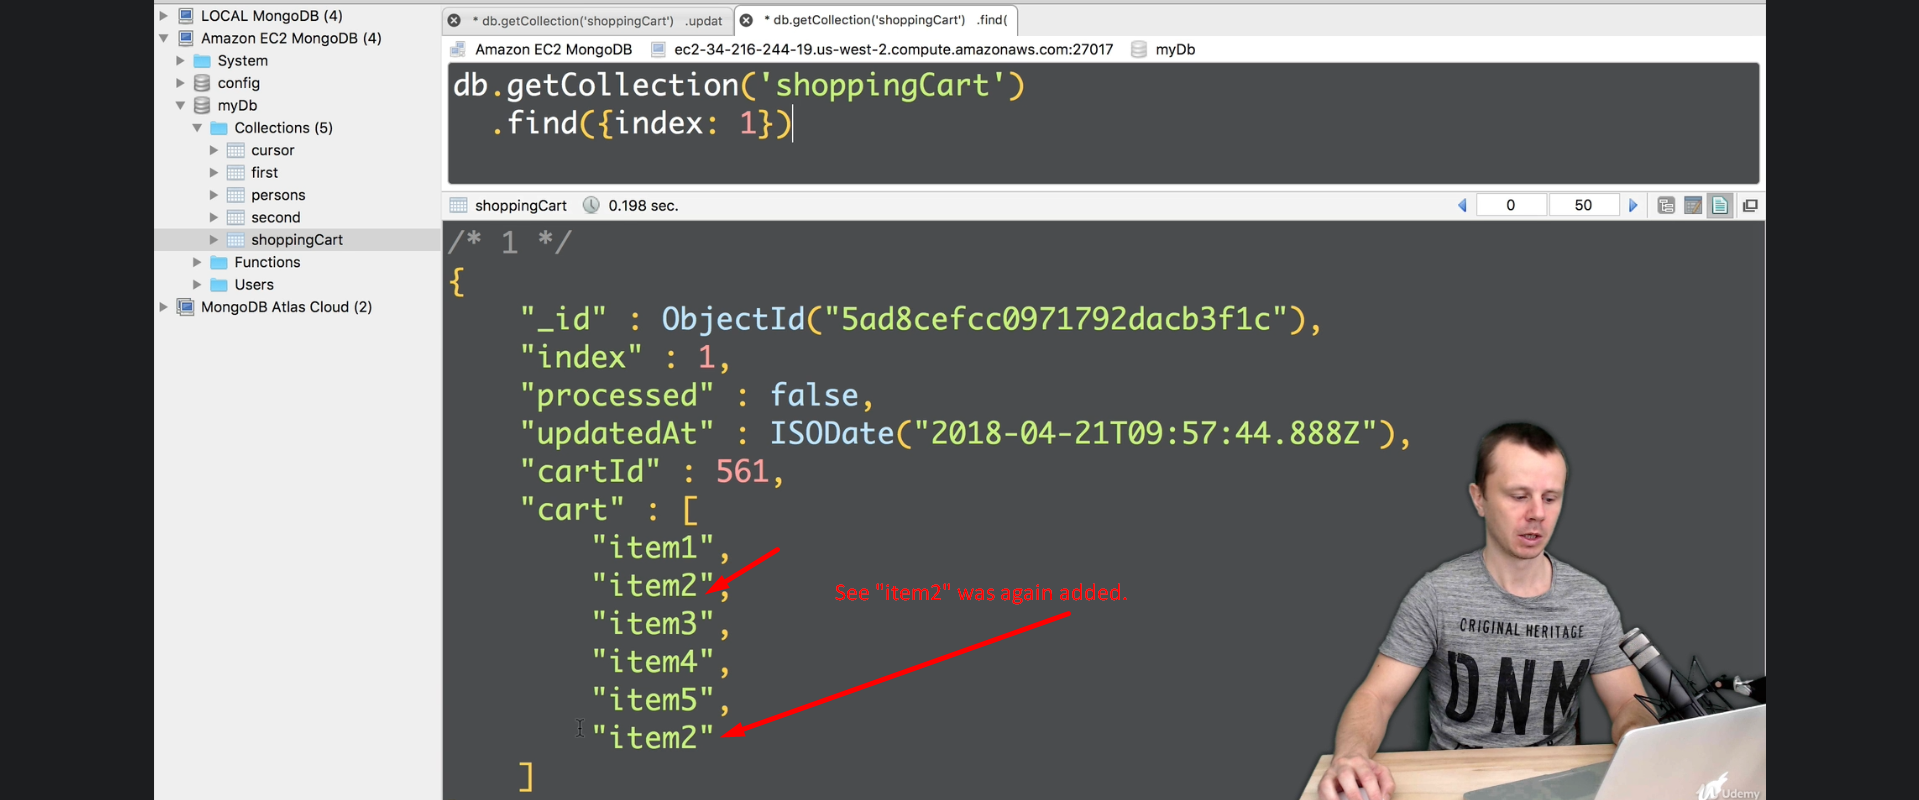 LOCAL MongoDB (4)
Amazon EC2 MongoDB (4)
System
config
myDb
Collections (5)
cursor
first
persons
second
shoppingCart
Functions
Users
MongoDB Atlas Cloud (2)
* db.getCollection('shoppingCart') .updat
* db.getCollection('shoppingCart') .find(
Amazon EC2 MongoDB ec2-34-216-244-19.us-west-2.compute.amazonaws.com:27017 myDb
db.getCollection('shoppingCart')
.find({index: 1})
shoppingCart 0.198 sec. 0 50
/* 1 */
{
"_id" : ObjectId("5ad8cefcc0971792dacb3f1c"),
"index" : 1,
"processed" : false,
"updatedAt" : ISODate("2018-04-21T09:57:44.888Z"),
"cartId" : 561,
"cart" : [
"item1",
"item2",
See "Item2" was again added.
"item3",
"item4",
"item5",
"item2"
]
ORIGINAL HERITAGE
DNM
Udemy